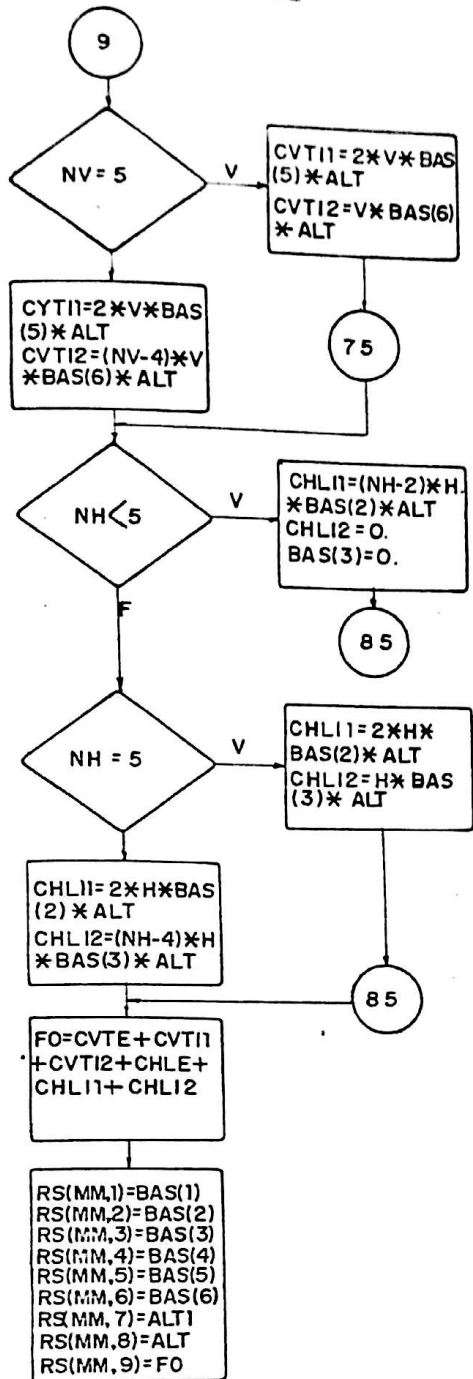 9
NV=5
V
CVTI1=2*V*BAS
(5)*ALT
CVTI2=V*BAS(6)
*ALT
CYTI1=2*V*BAS
(5)*ALT
CVTI2=(NV-4)*V
*BAS(6)*ALT
75
NH<5
V
CHLI1=(NH-2)*H.
*BAS(2)*ALT
CHLI2=0.
BAS(3)=0.
F
85
NH=5
V
CHLI1=2*H*
BAS(2)*ALT
CHLI2=H*BAS
(3)*ALT
CHLI1=2*H*BAS
(2)*ALT
CHLI2=(NH-4)*H
*BAS(3)*ALT
85
FO=CVTE+CVTI1
+CVTI2+CHLE+
CHLI1+CHLI2
RS(MM,1)=BAS(1)
RS(MM,2)=BAS(2)
RS(MM,3)=BAS(3)
RS(MM,4)=BAS(4)
RS(MM,5)=BAS(5)
RS(MM,6)=BAS(6)
RS(MM,7)=ALT1
RS(MM,8)=ALT
RS(MM,9)=FO